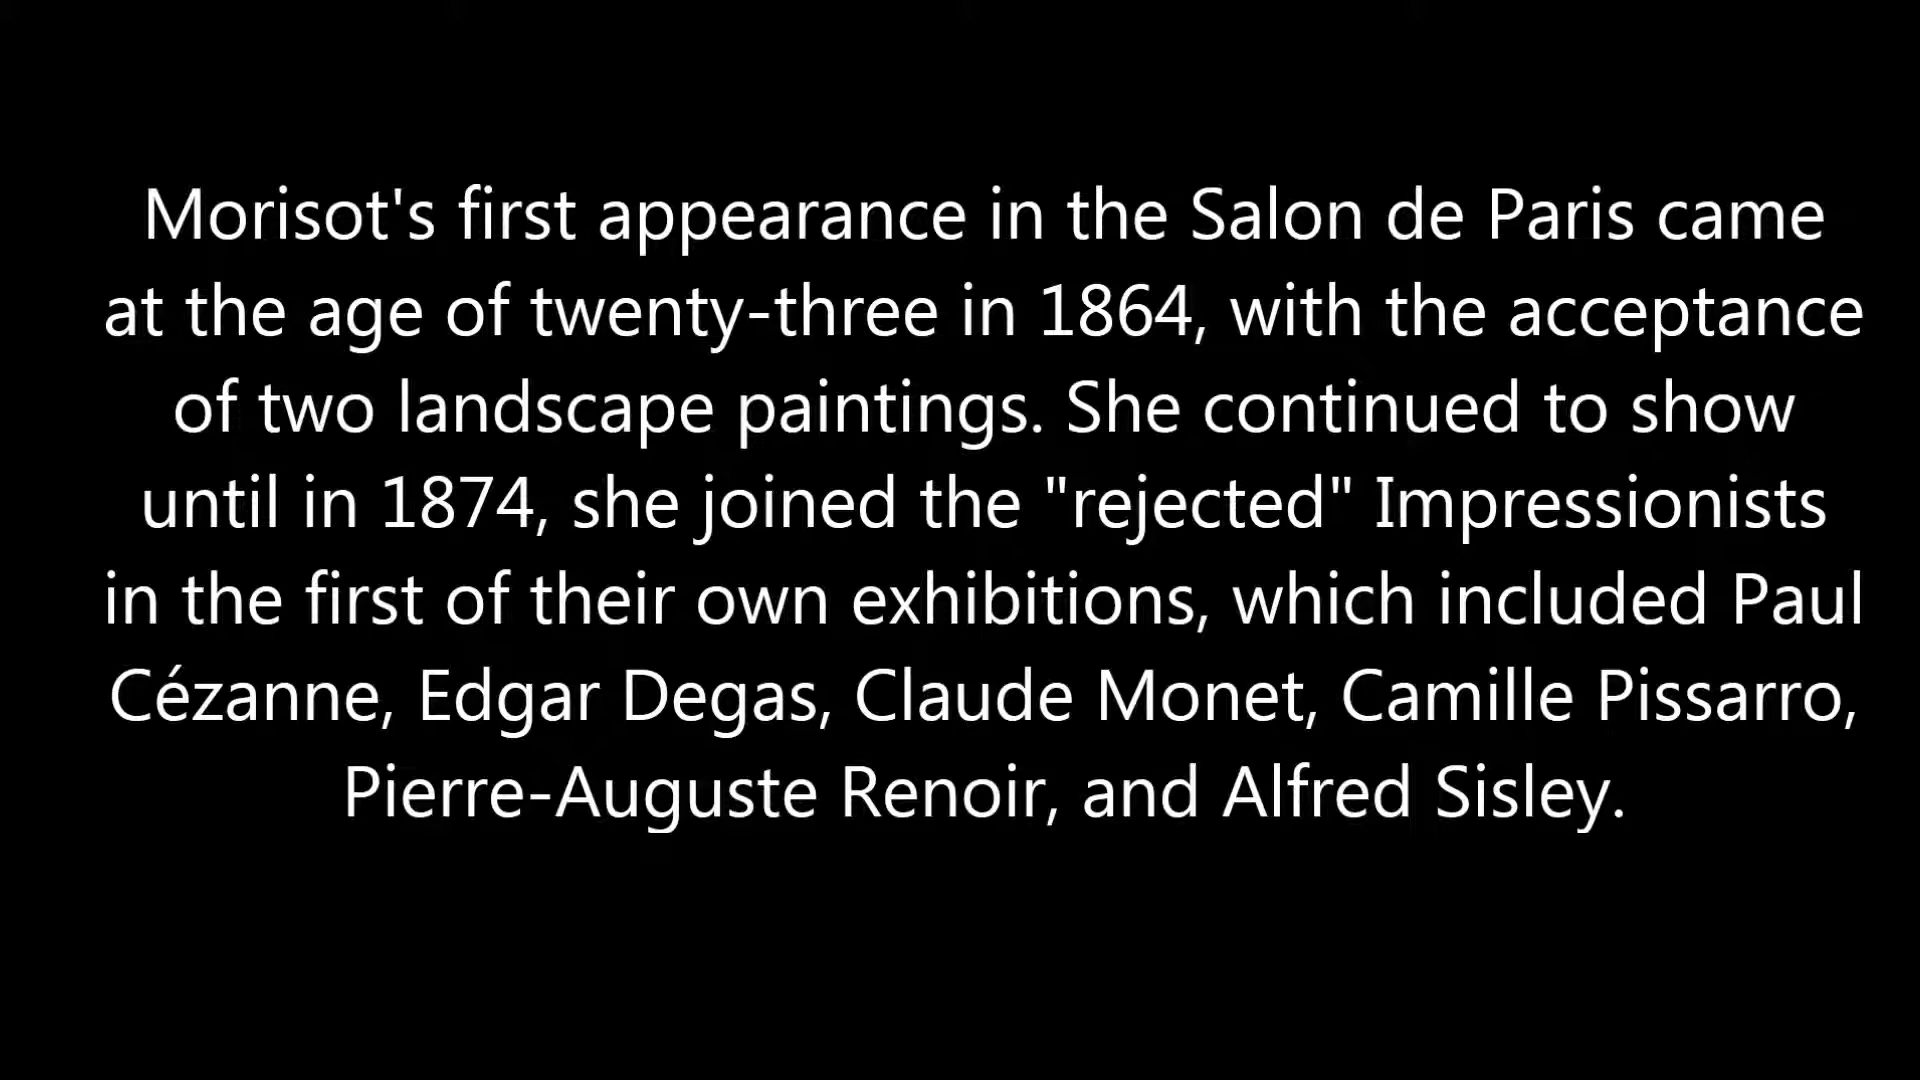 Morisot's first appearance in the Salon de Paris came
at the age of twenty-three in 1864, with the acceptance
of two landscape paintings. She continued to show
until in 1874, she joined the "rejected" Impressionists
in the first of their own exhibitions, which included Paul
Cézanne, Edgar Degas, Claude Monet, Camille Pissarro,
Pierre-Auguste Renoir, and Alfred Sisley.